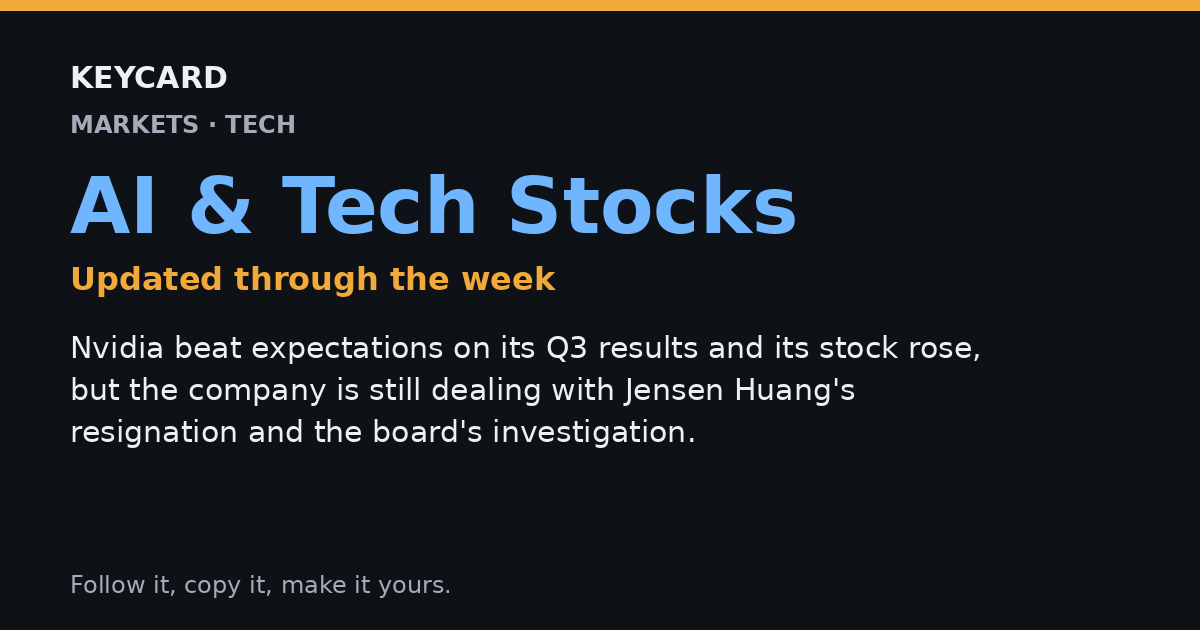 KEYCARD
MARKETS · TECH
AI & Tech Stocks
Updated through the week
Nvidia beat expectations on its Q3 results and its stock rose,
but the company is still dealing with Jensen Huang's
resignation and the board's investigation.
Follow it, copy it, make it yours.